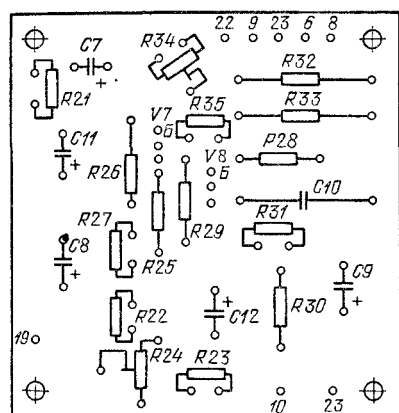 22 9 23 6 8
R34
C7
+
R21
R32
V7
Б
R35
R33
C11
R26
V8
Б
P28
C10
R27
R29
R31
C8
+
R25
C9
+
R22
+
C12
R30
19
R24
R23
10 23